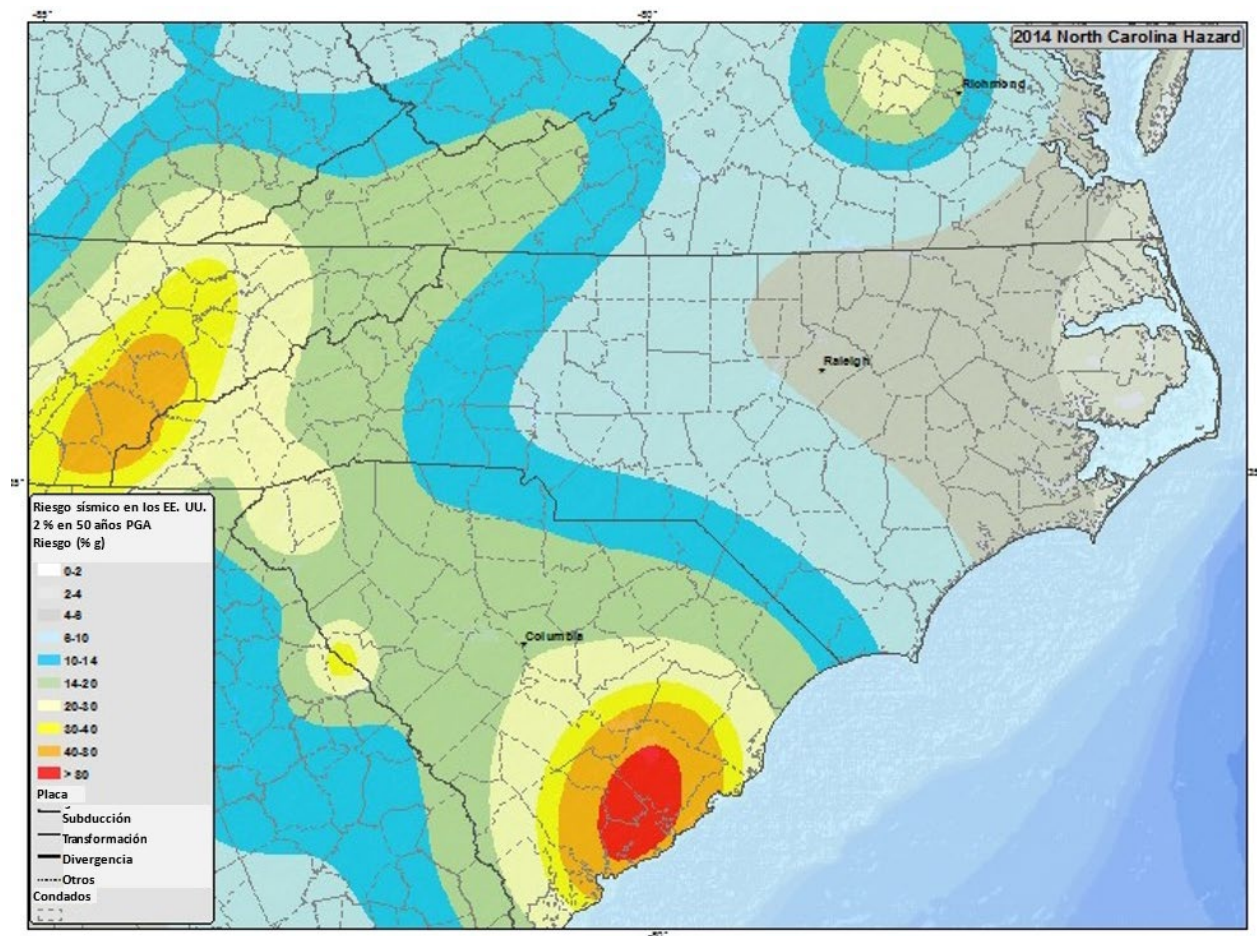 -80°
2014 North Carolina Hazard
Richmond
Raleigh
Columbia
Riesgo sísmico en los EE. UU.
2 % en 50 años PGA
Riesgo (% g)
0-2
2-4
4-6
6-10
10-14
14-20
20-30
30-40
40-80
> 80
Placa
Subducción
Transformación
Divergencia
Otros
Condados